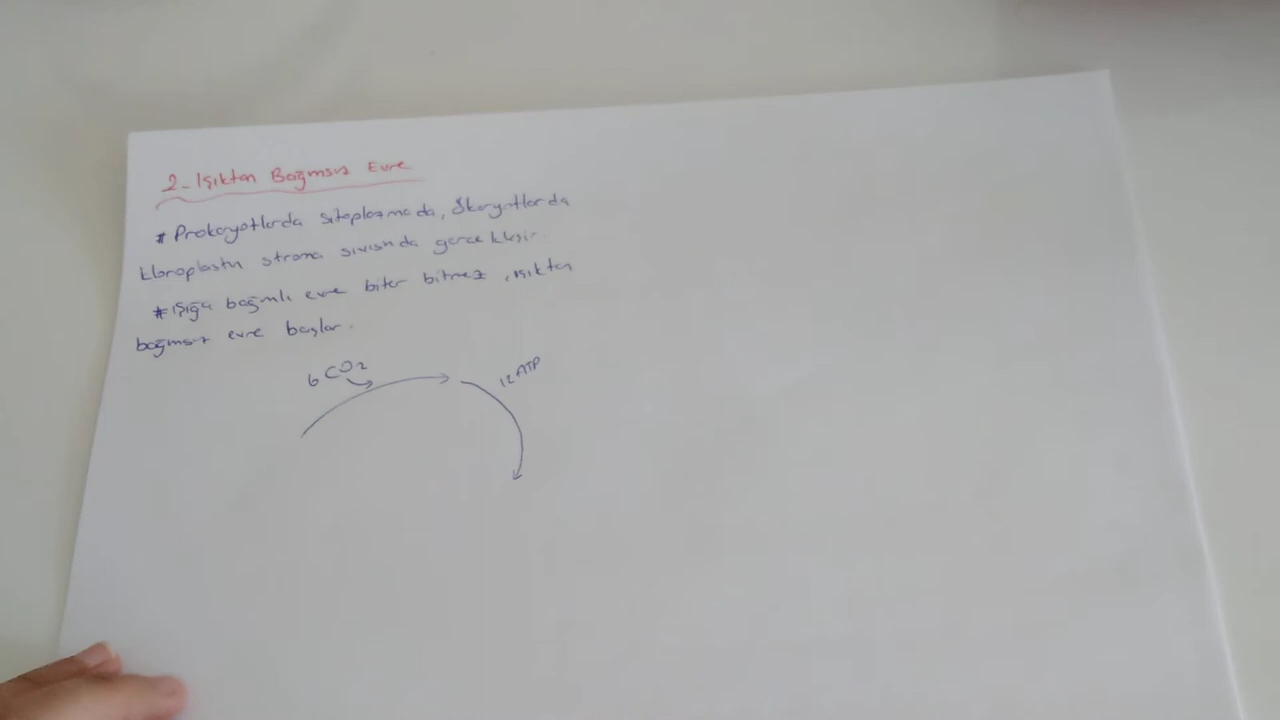 2- Işıktan Bağımsız Evre
* Prokaryotlarda sitoplazmada, ökaryotlarda
kloroplastın stroma sıvısında gerçekleşir.
* Işığa bağımlı evre biter bitmez, ışıktan
bağımsız evre başlar.
6 CO2
12 ATP